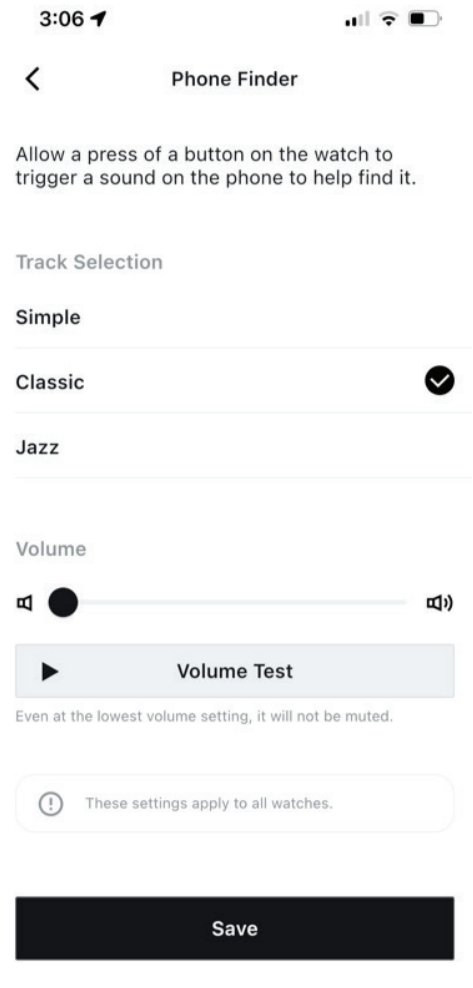 3:06
Phone Finder
Allow a press of a button on the watch to
trigger a sound on the phone to help find it.
Track Selection
Simple
Classic
Jazz
Volume
Volume Test
Even at the lowest volume setting, it will not be muted.
These settings apply to all watches.
Save